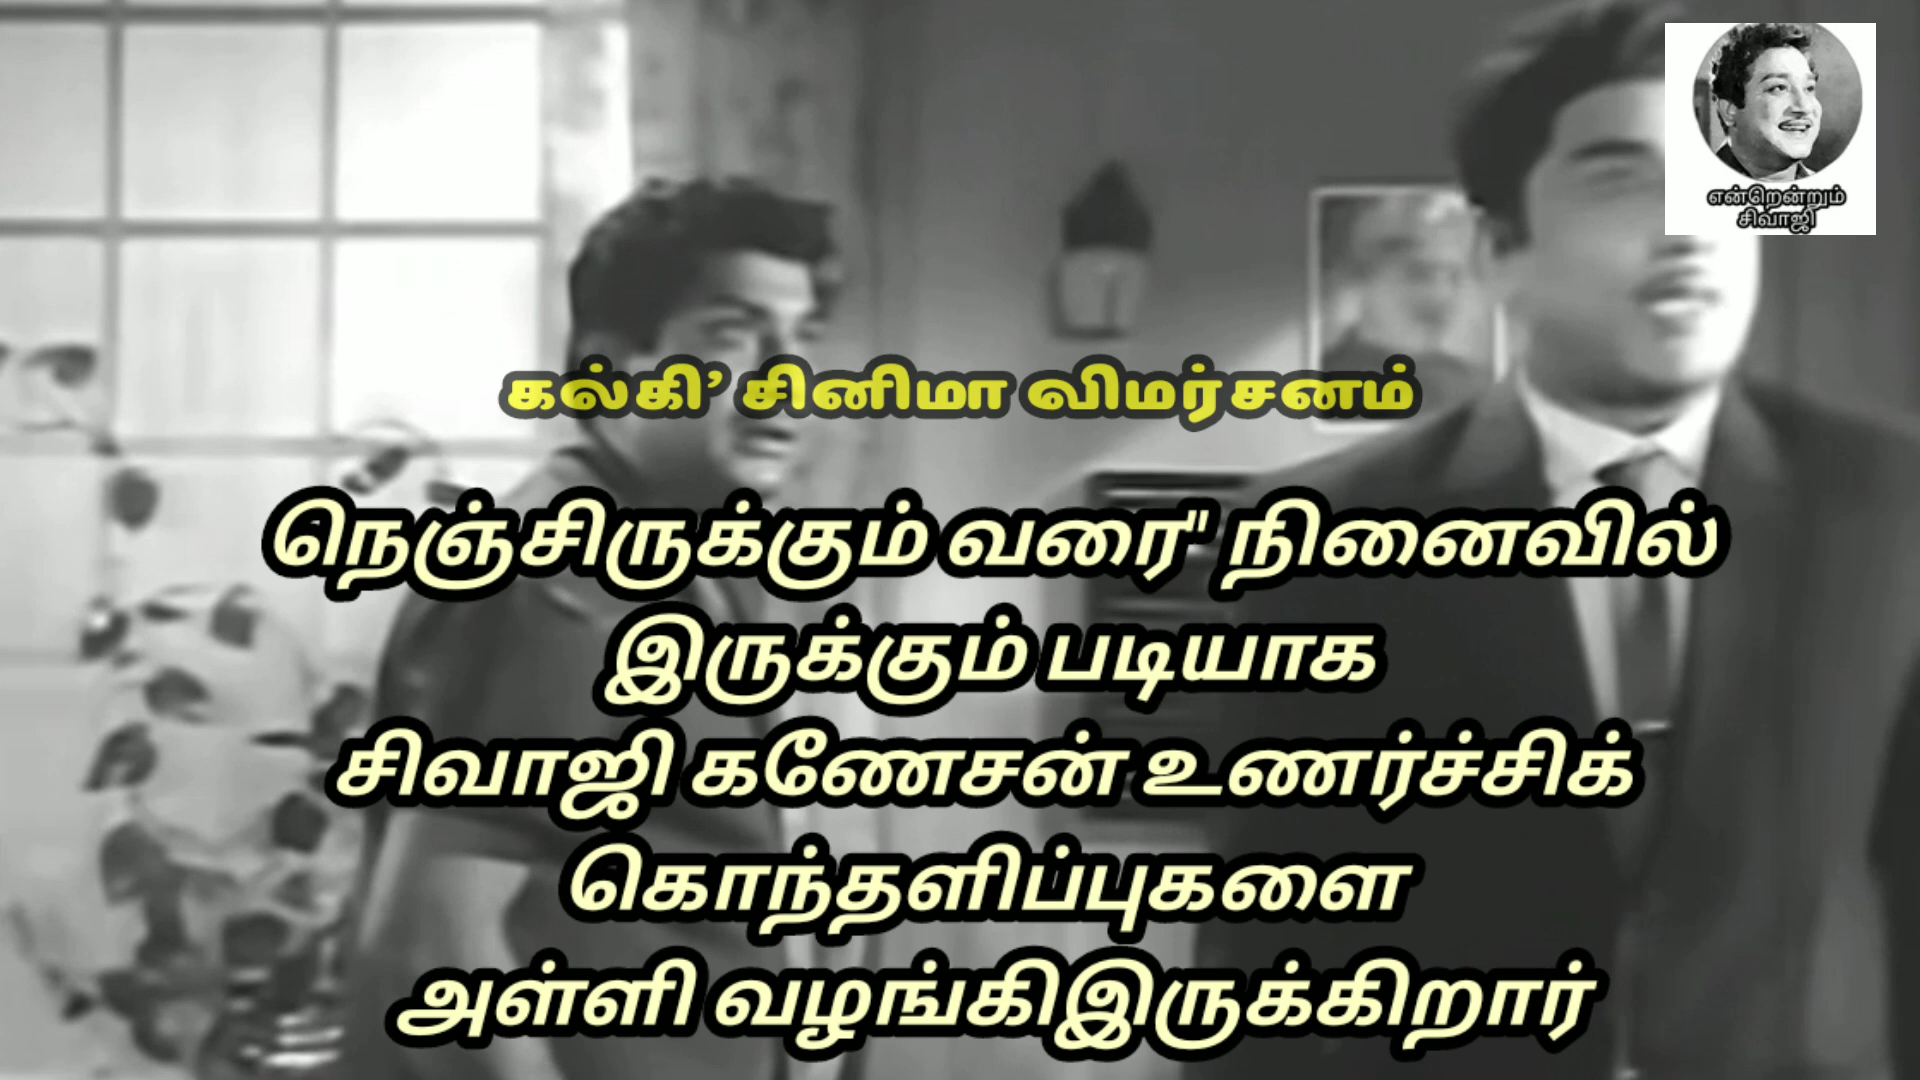 என்றென்றும்
சிவாஜி
கல்கி’ சினிமா விமர்சனம்
நெஞ்சிருக்கும் வரை" நினைவில்
இருக்கும் படியாக
சிவாஜி கணேசன் உணர்ச்சிக்
கொந்தளிப்புகளை
அள்ளி வழங்கிஇருக்கிறார்